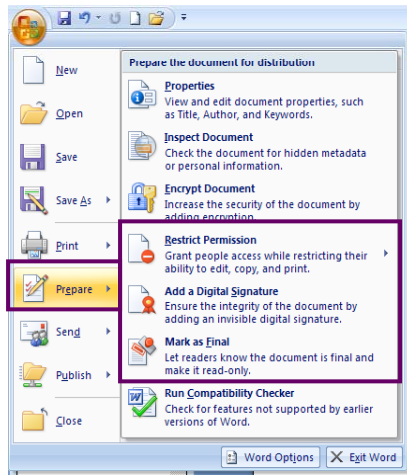 New
Open
Save
Save As
Print
Prepare
Send
Publish
Close
Prepare the document for distribution
Properties
View and edit document properties, such
as Title, Author, and Keywords.
Inspect Document
Check the document for hidden metadata
or personal information.
Encrypt Document
Increase the security of the document by
adding encryption.
Restrict Permission
Grant people access while restricting their
ability to edit, copy, and print.
Add a Digital Signature
Ensure the integrity of the document by
adding an invisible digital signature.
Mark as Final
Let readers know the document is final and
make it read-only.
Run Compatibility Checker
Check for features not supported by earlier
versions of Word.
Word Options
Exit Word